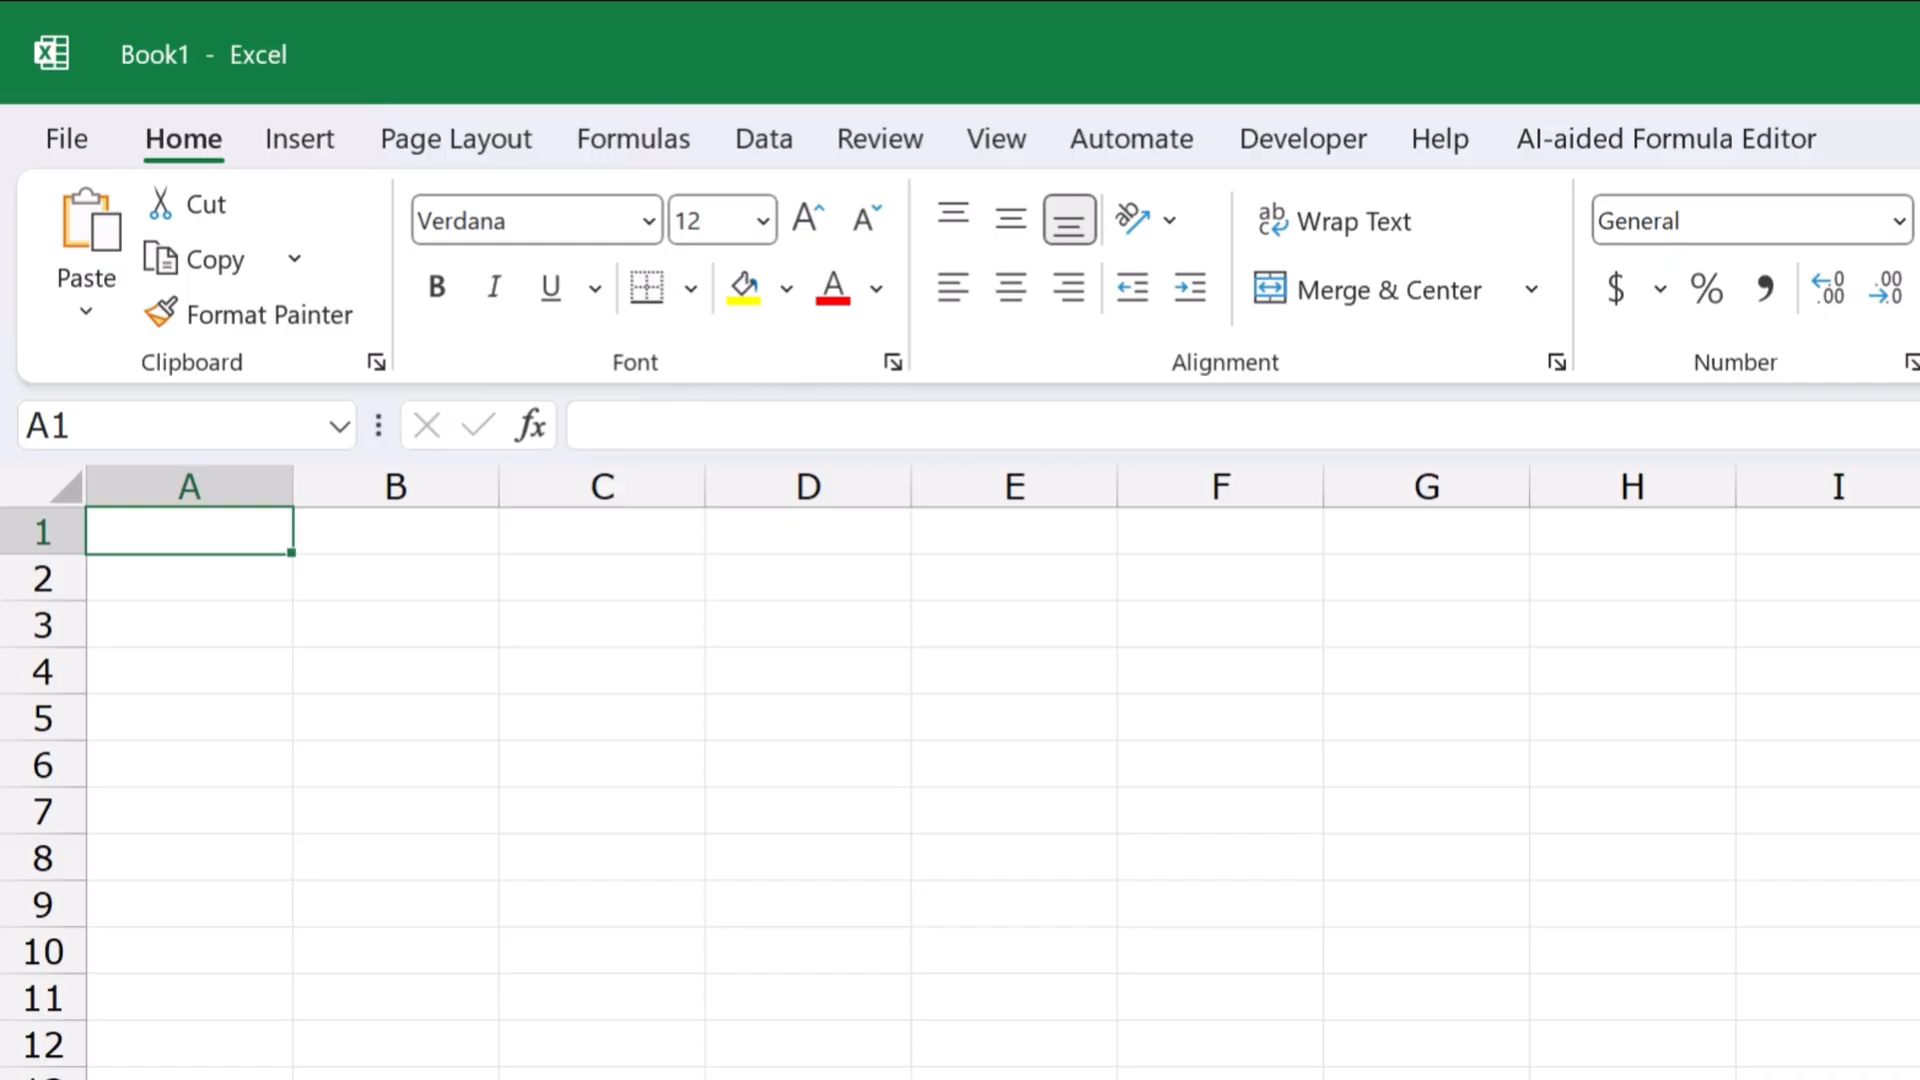 Book1 - Excel
File Home Insert Page Layout Formulas Data Review View Automate Developer Help AI-aided Formula Editor
Paste
Cut
Copy
Format Painter
Clipboard
Verdana 12
B I U
Font
Wrap Text
Merge & Center
Alignment
General
$ % ,
Number
A1
fx
A B C D E F G H I
1
2
3
4
5
6
7
8
9
10
11
12